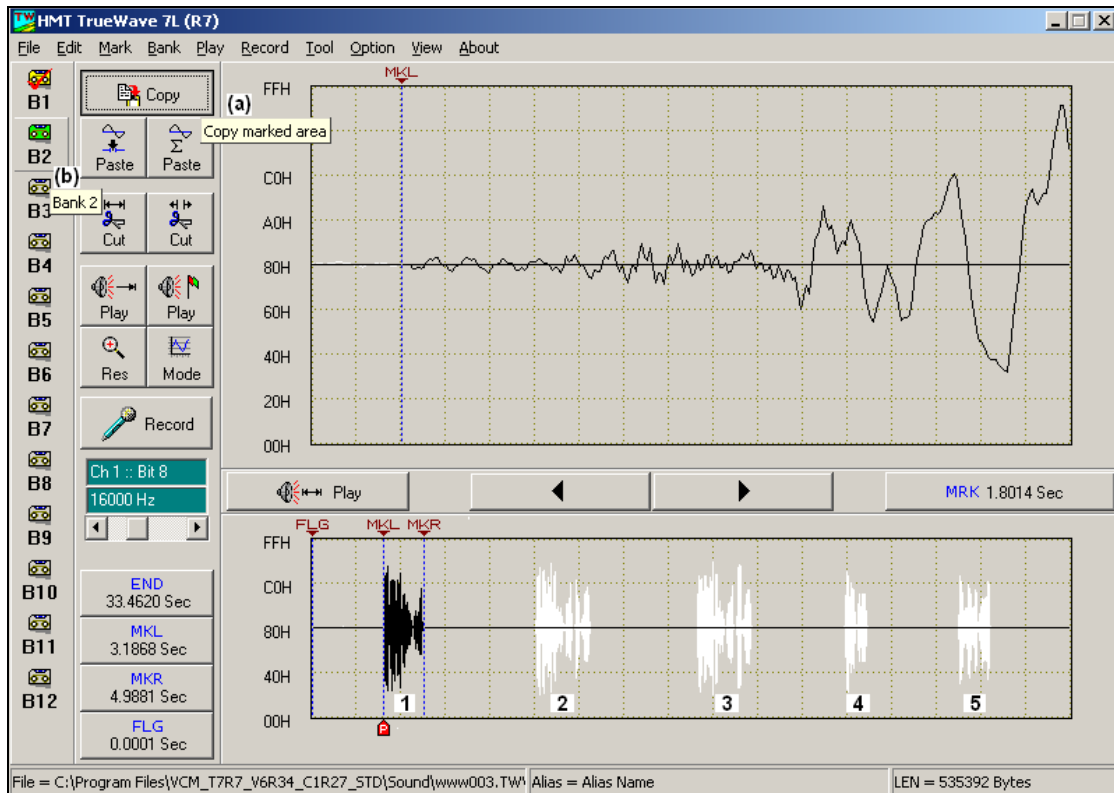 HMT TrueWave 7L (R7)
File Edit Mark Bank Play Record Tool Option View About
B1
B2
B3
B4
B5
B6
B7
B8
B9
B10
B11
B12
(b)
Bank 2
Copy
(a)
Copy marked area
Paste
Σ
Paste
Cut
Cut
Play
Play
Res
Mode
Record
Ch 1 :: Bit 8
16000 Hz
END
33.4620 Sec
MKL
3.1868 Sec
MKR
4.9881 Sec
FLG
0.0001 Sec
MKL
FFH
C0H
A0H
80H
60H
40H
20H
00H
Play
MRK 1.8014 Sec
FLG MKL MKR
FFH
C0H
80H
40H
00H
1 2 3 4 5
P
File = C:\Program Files\VCM_T7R7_V6R34_C1R27_STD\Sound\www003.TW
Alias = Alias Name
LEN = 535392 Bytes